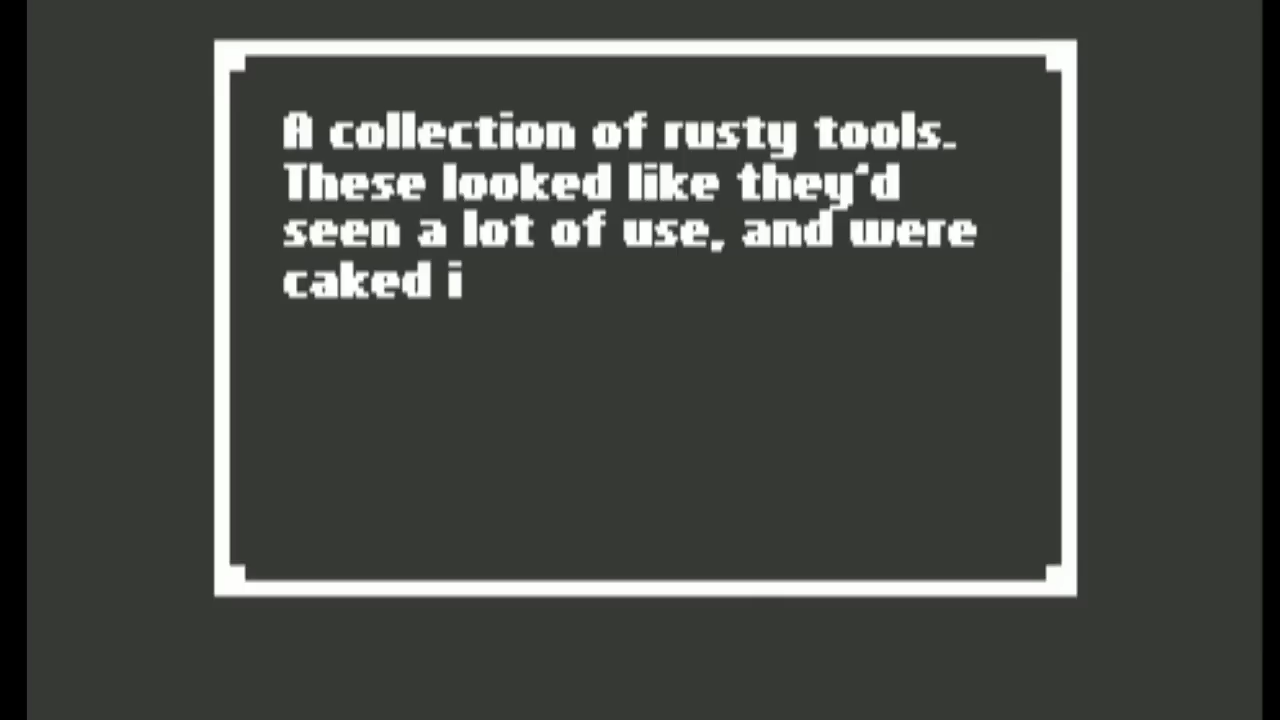 A collection of rusty tools.
These looked like they'd
seen a lot of use, and were
caked i